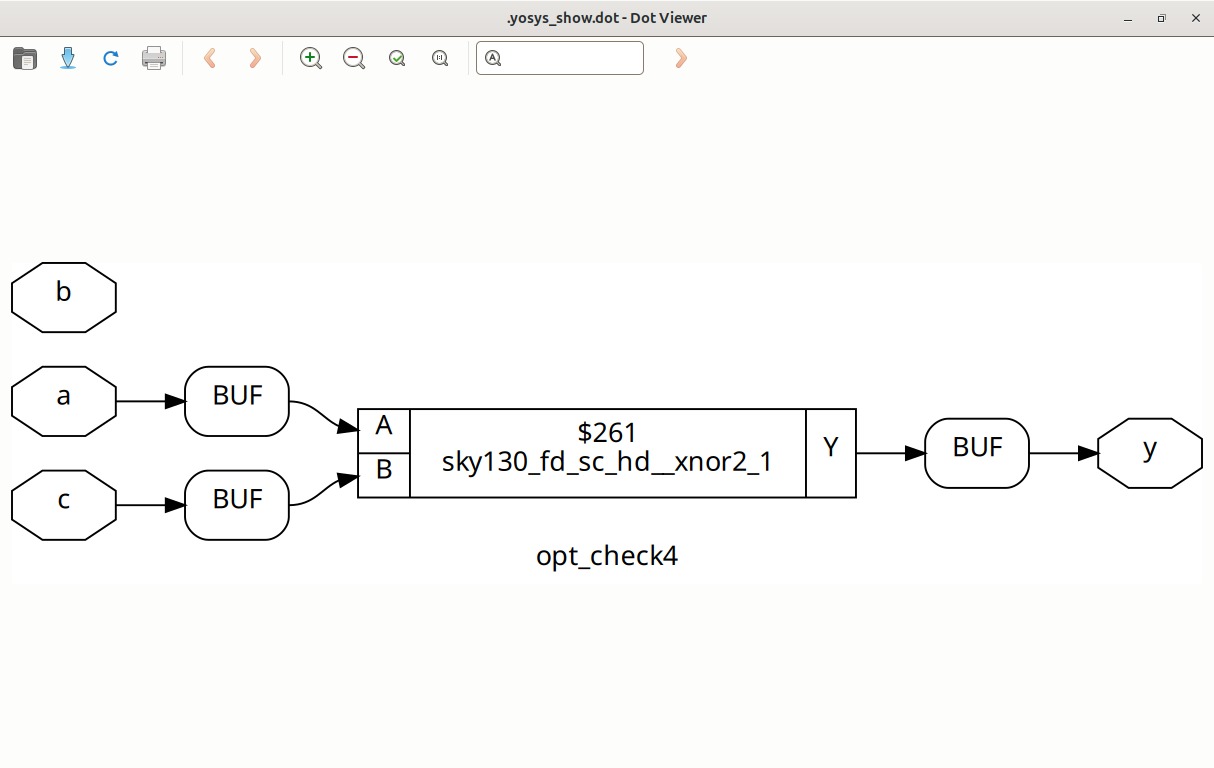 .yosys_show.dot - Dot Viewer
b
a
BUF
A
$261
sky130_fd_sc_hd__xnor2_1
Y
BUF
y
c
BUF
B
opt_check4